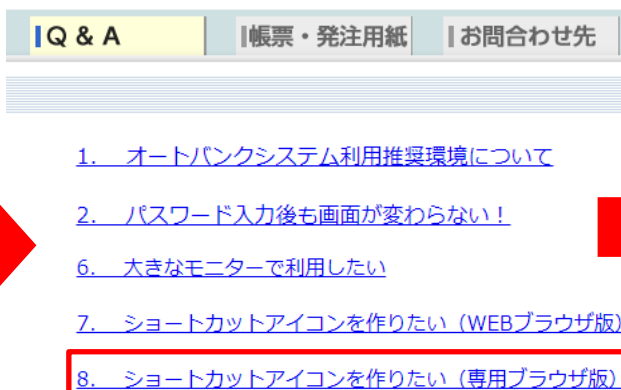 Q & A
帳票・発注用紙
お問合わせ先
1. オートバンクシステム利用推奨環境について
2. パスワード入力後も画面が変わらない！
6. 大きなモニターで利用したい
7. ショートカットアイコンを作りたい（WEBブラウザ版）
8. ショートカットアイコンを作りたい（専用ブラウザ版）